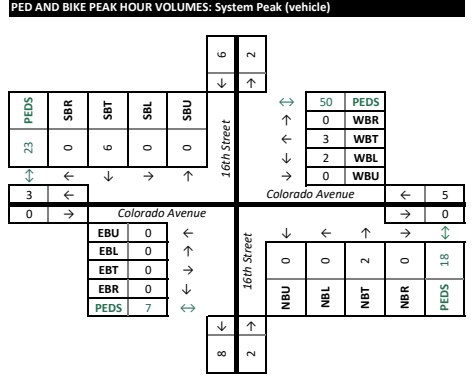 PED AND BIKE PEAK HOUR VOLUMES: System Peak (vehicle)
6 2
↓ ↑
PEDS SBR SBT SBL SBU
23 0 6 0 0
↕ ← ↓ → ↑
16th Street
↔ 50 PEDS
↑ 0 WBR
← 3 WBT
↓ 2 WBL
→ 0 WBU
3 ←
0 →
Colorado Avenue
Colorado Avenue
← 5
→ 0
EBU 0 ←
EBL 0 ↑
EBT 0 →
EBR 0 ↓
PEDS 7 ↔
16th Street
↓ ← ↑ → ↕
0 0 2 0 18
NBU NBL NBT NBR PEDS
↓ ↑
8 2